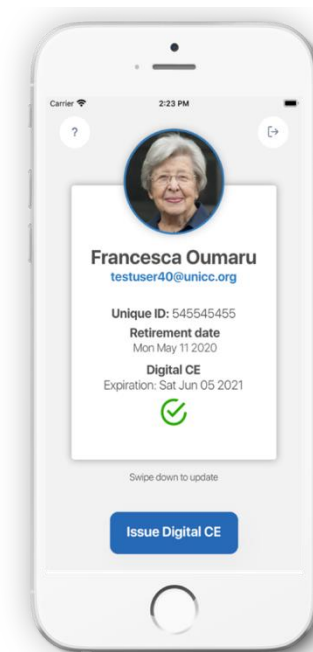 Carrier
2:23 PM
?
Francesca Oumaru
testuser40@unicc.org
Unique ID: 545545455
Retirement date
Mon May 11 2020
Digital CE
Expiration: Sat Jun 05 2021
Swipe down to update
Issue Digital CE